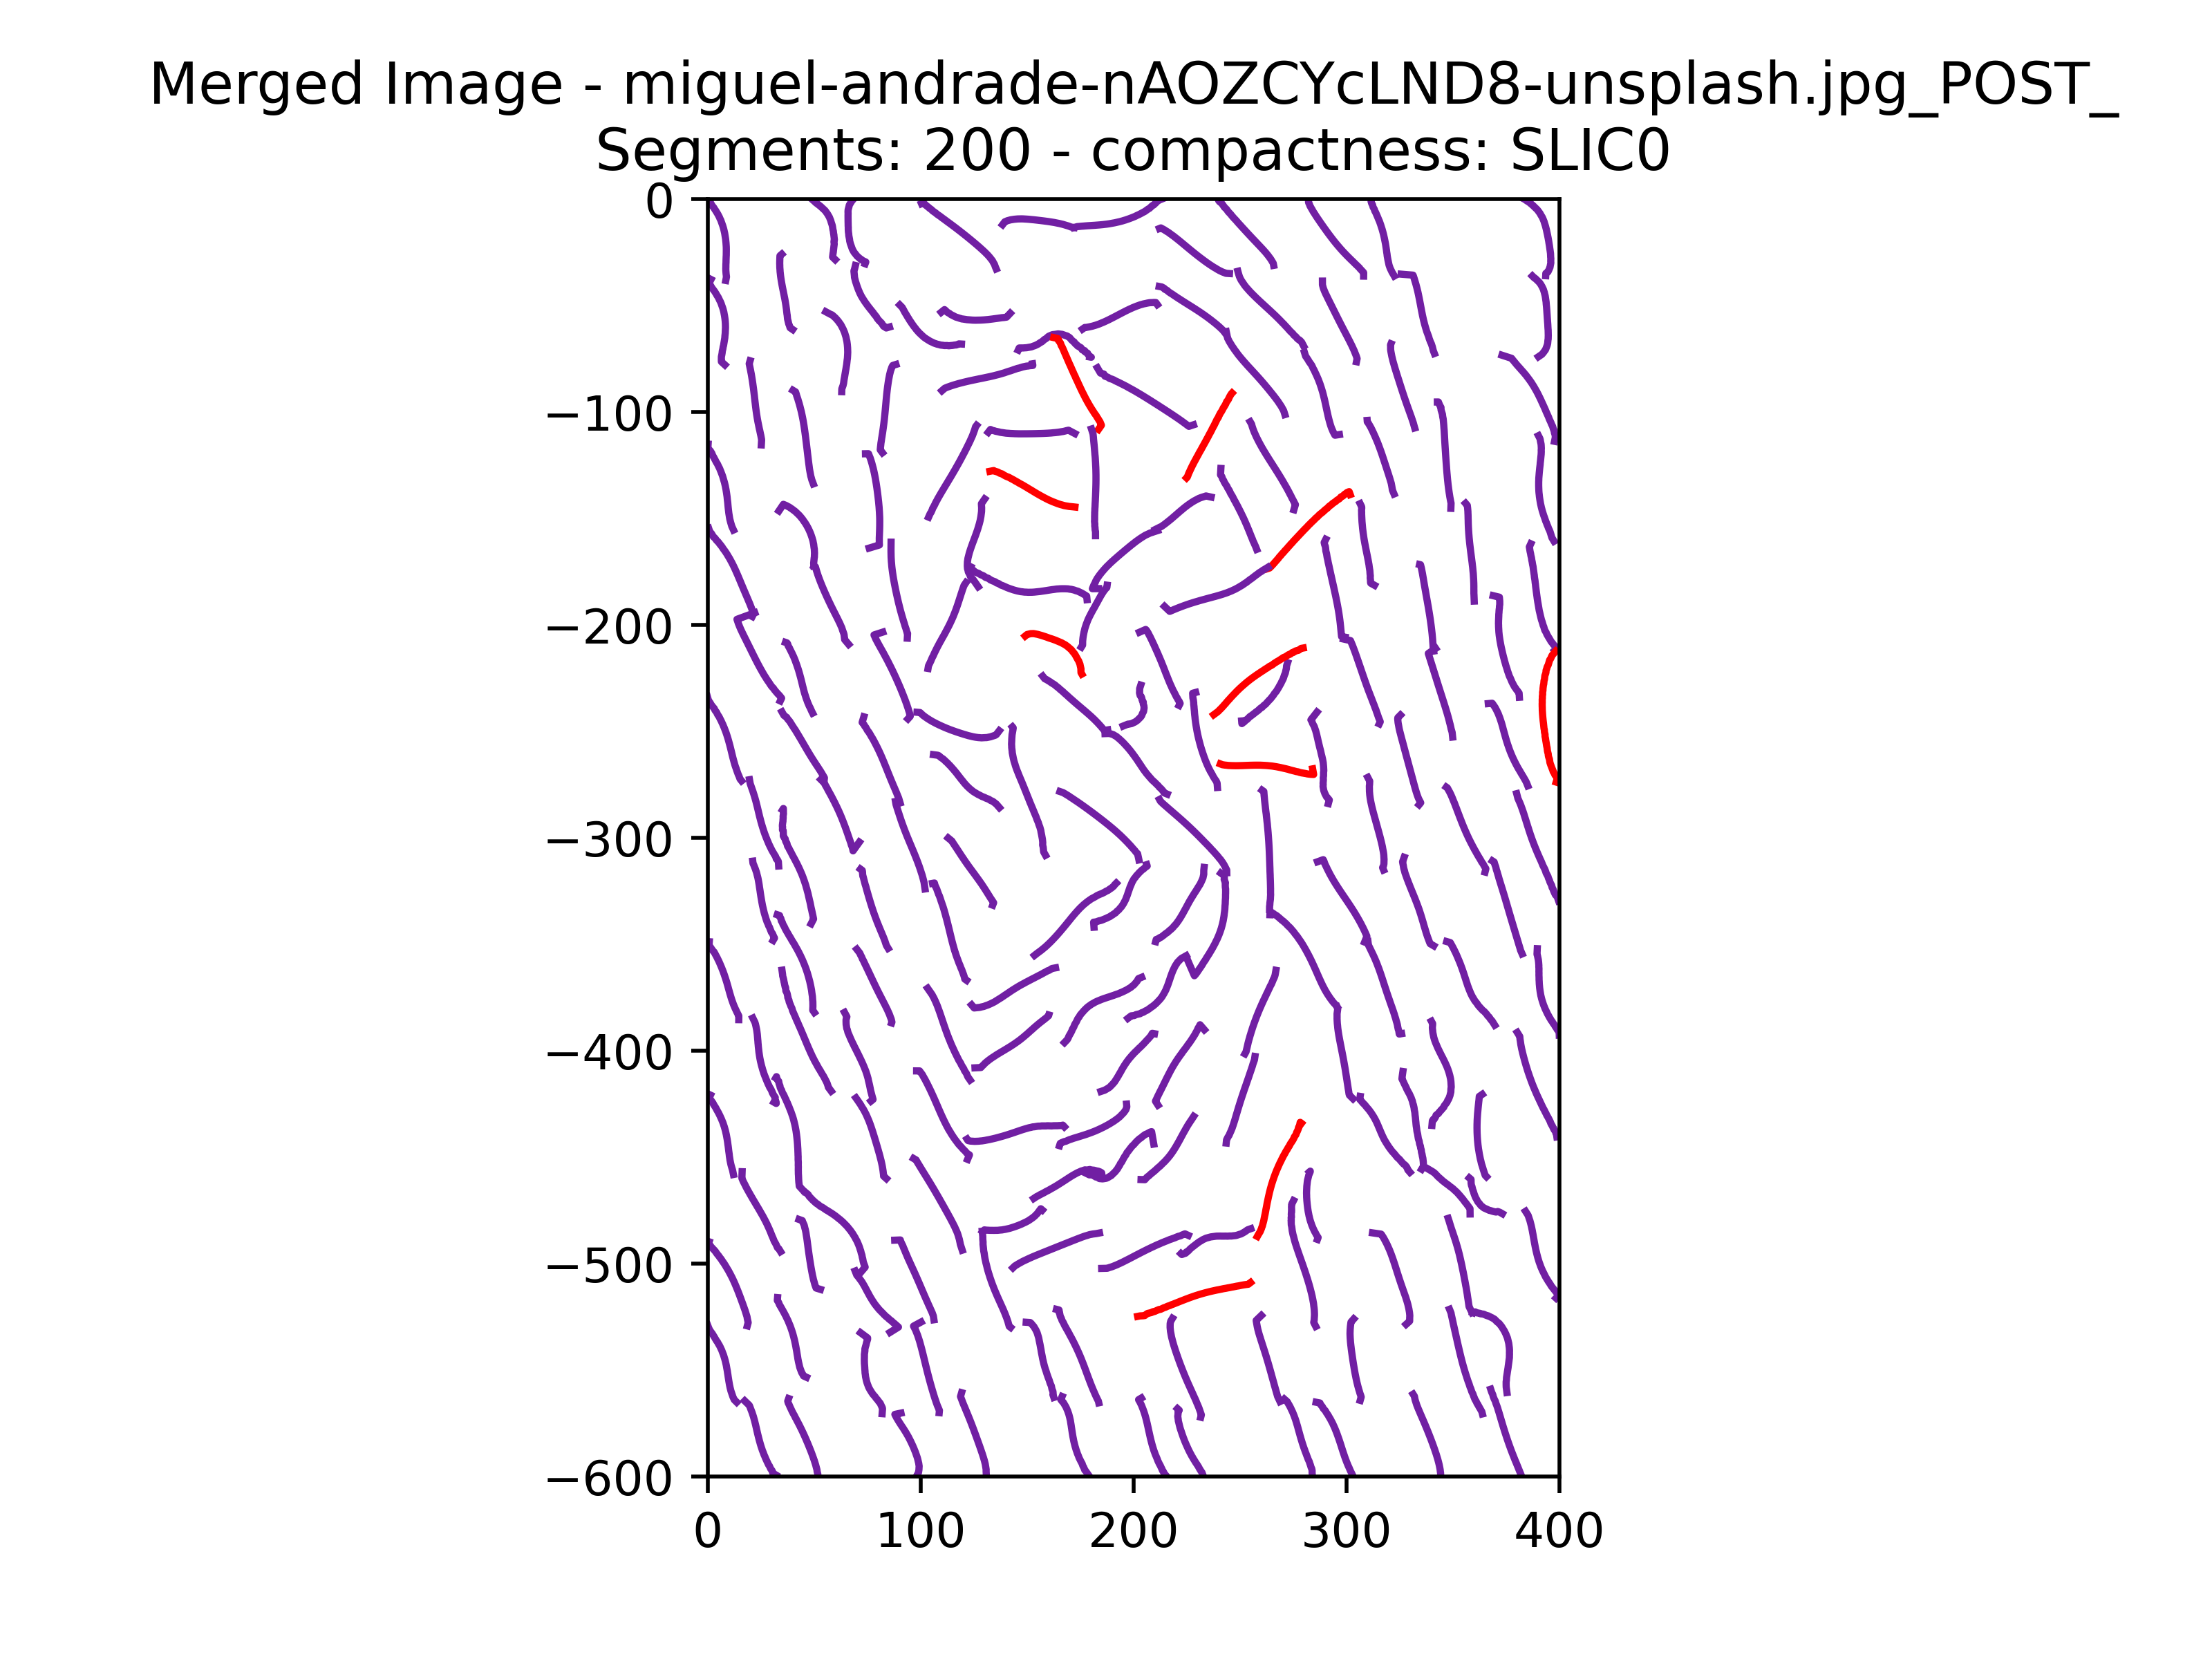 Merged Image - miguel-andrade-nAOZCYcLND8-unsplash.jpg_POST_
Segments: 200 - compactness: SLIC0
0
−100
−200
−300
−400
−500
−600
0 100 200 300 400